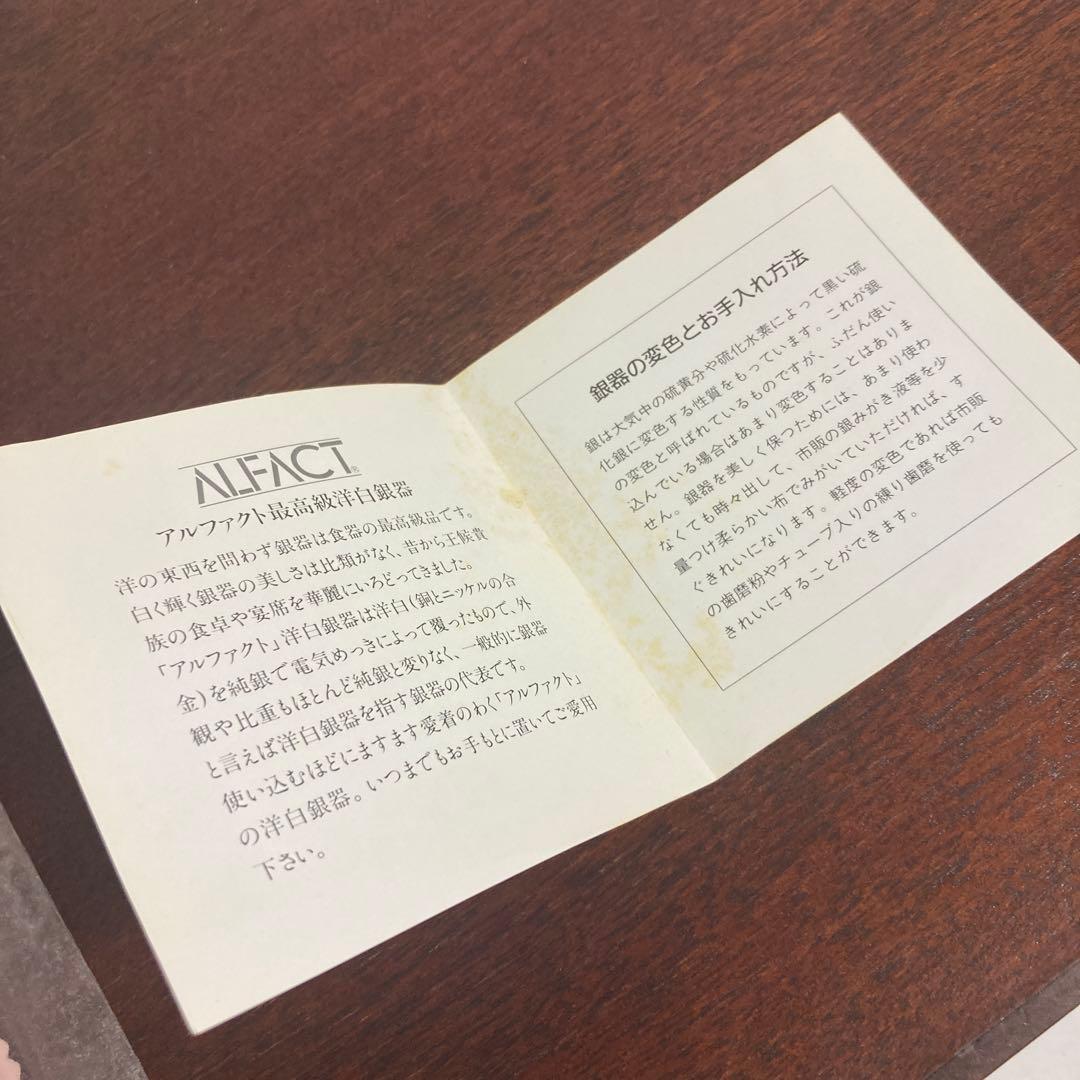 ALFACT®
アルファクト最高級洋白銀器
洋の東西を問わず銀器は食器の最高級品です。
白く輝く銀器の美しさは比類がなく、昔から王候貴
族の食卓や宴席を華麗にいろどってきました。
「アルファクト」洋白銀器は洋白(銅とニッケルの合
金)を純銀で電気めっきによって覆ったもので、外
観や比重もほとんど純銀と変りなく、一般的に銀器
と言えば洋白銀器を指す銀器の代表です。
使い込むほどにますます愛着のわく「アルファクト」
の洋白銀器。いつまでもお手もとに置いてご愛用
下さい。
銀器の変色とお手入れ方法
銀は大気中の硫黄分や硫化水素によって黒い硫
化銀に変色する性質をもっています。これが銀
の変色と呼ばれているものですが、ふだん使い
込んでいる場合はあまり変色することはありま
せん。銀器を美しく保つためには、あまり使わ
なくても時々出して、市販の銀みがき液等を少
量つけ柔らかい布でみがいていただければ、す
ぐきれいになります。軽度の変色であれば市販
の歯磨粉やチューブ入りの練り歯磨を使っても
きれいにすることができます。